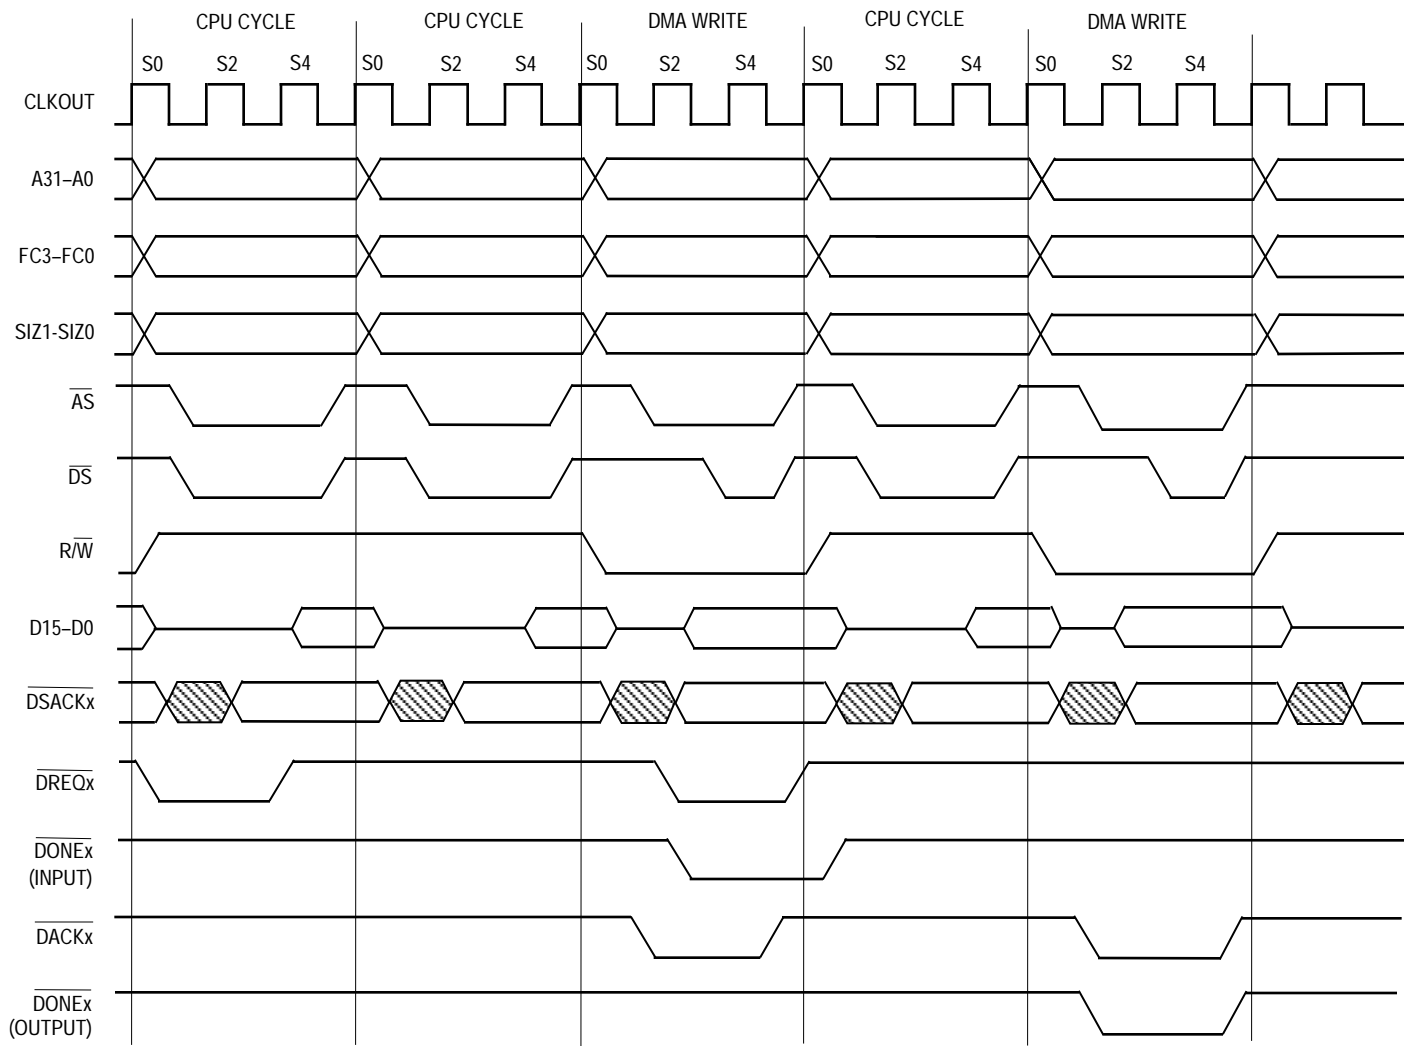 CPU CYCLE CPU CYCLE DMA WRITE CPU CYCLE DMA WRITE
S0 S2 S4 S0 S2 S4 S0 S2 S4 S0 S2 S4 S0 S2 S4
CLKOUT
A31–A0
FC3–FC0
SIZ1-SIZ0
AS
DS
R/W
D15–D0
DSACKx
DREQx
DONEx
(INPUT)
DACKx
DONEx
(OUTPUT)